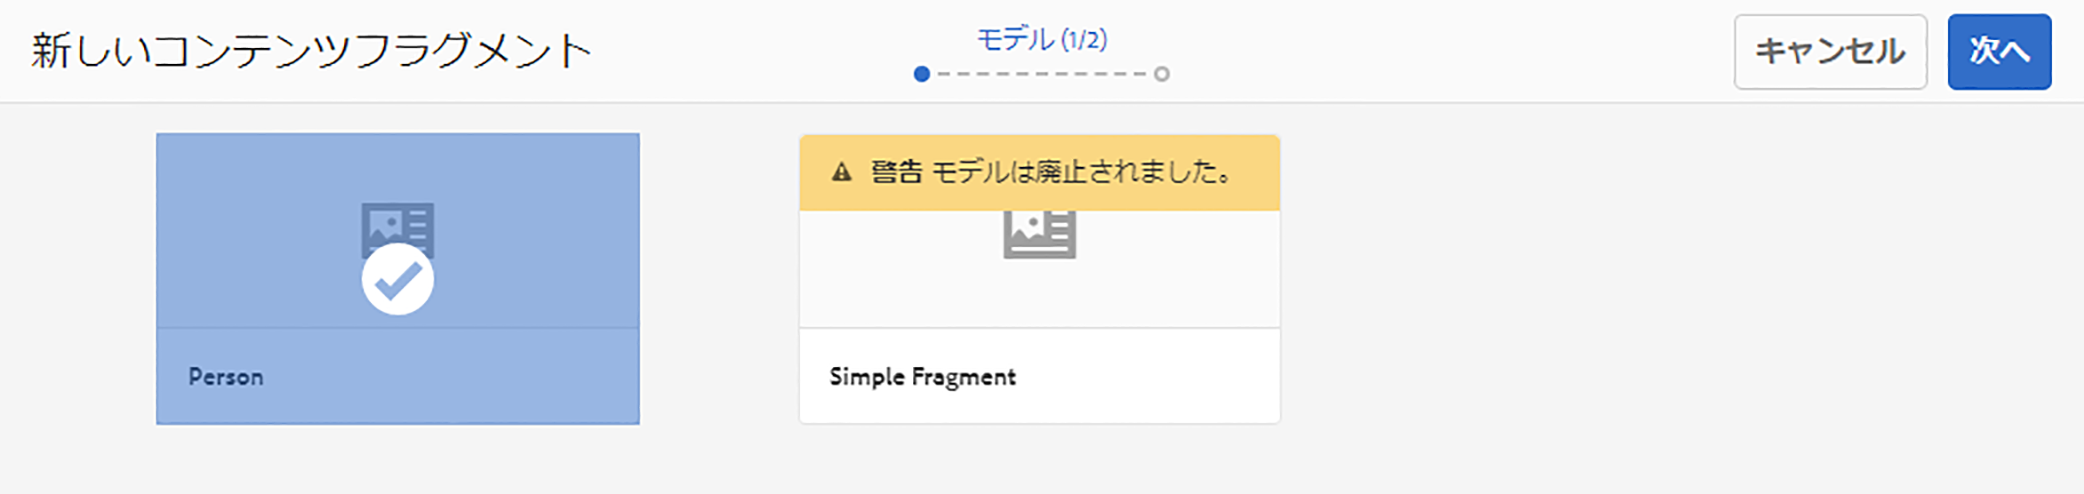 新しいコンテンツフラグメント
モデル (1/2)
キャンセル
次へ
警告 モデルは廃止されました。
Person
Simple Fragment